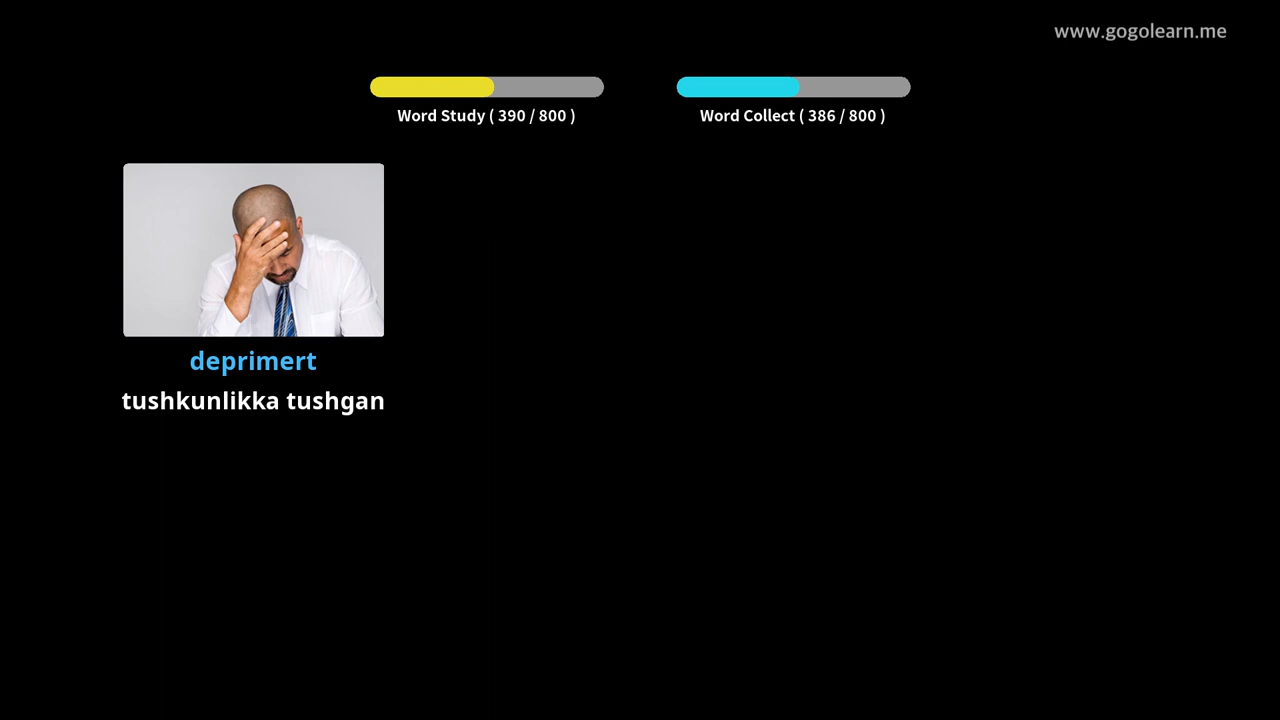 www.gogolearn.me
Word Study ( 390 / 800 )
Word Collect ( 386 / 800 )
deprimert
tushkunlikka tushgan